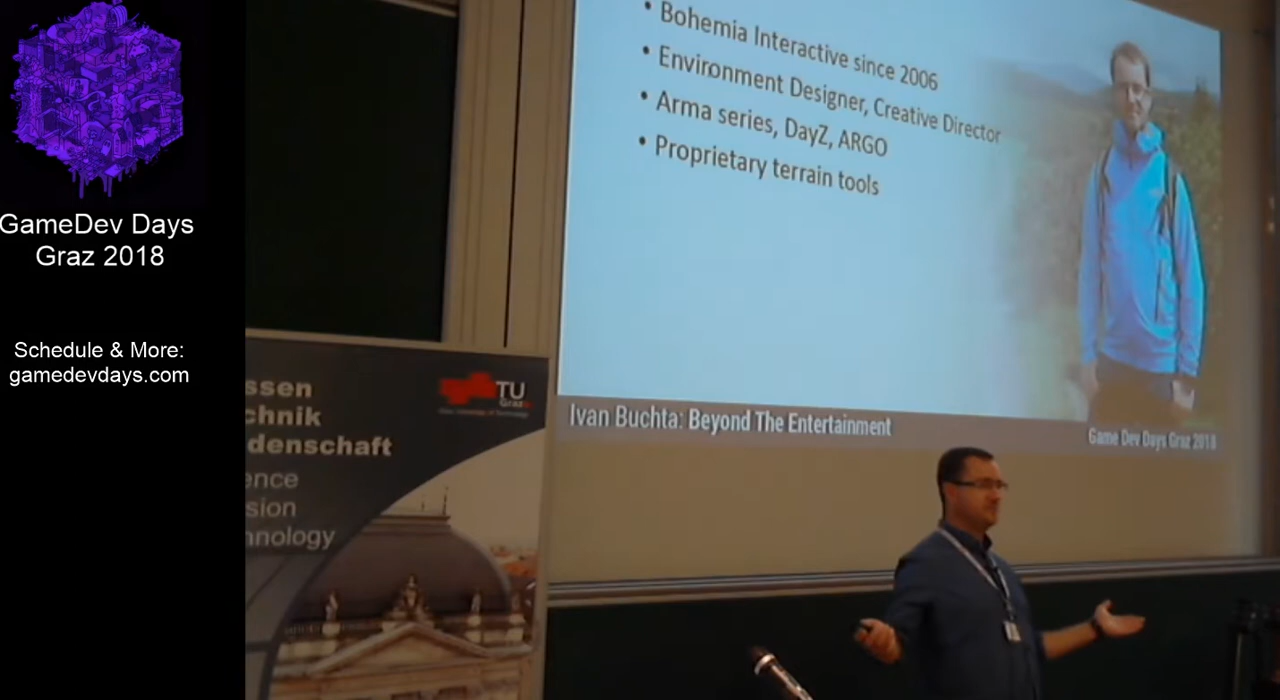 GameDev Days
Graz 2018
Schedule & More:
gamedevdays.com
ssen
chnik
denschaft
ence
sion
nnology
TU
Graz
• Bohemia Interactive since 2006
• Environment Designer, Creative Director
• Arma series, DayZ, ARGO
• Proprietary terrain tools
Ivan Buchta: Beyond The Entertainment
Game Dev Days Graz 2018